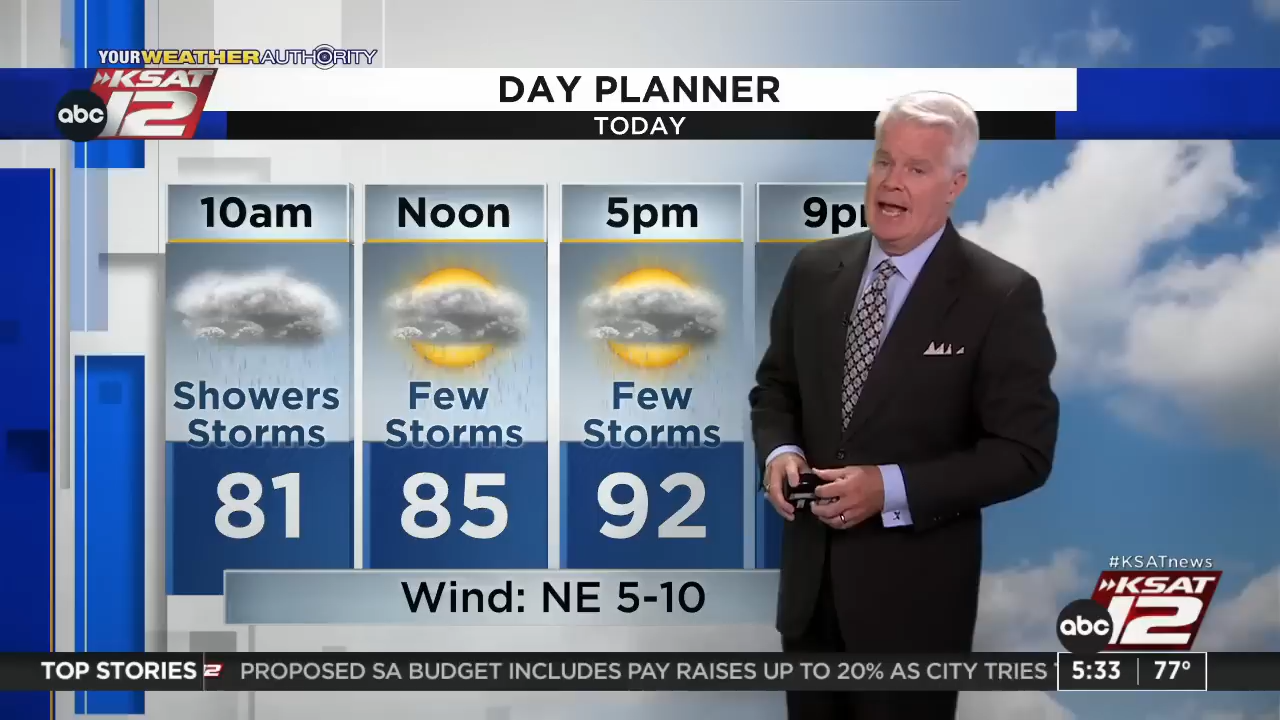 YOUR WEATHER AUTHORITY
KSAT
abc 12
DAY PLANNER
TODAY
10am
Noon
5pm
Showers
Storms
Few
Storms
Few
Storms
81
85
92
Wind: NE 5-10
#KSATnews
KSAT
abc 12
TOP STORIES 12 PROPOSED SA BUDGET INCLUDES PAY RAISES UP TO 20% AS CITY TRIES 5:33 77°